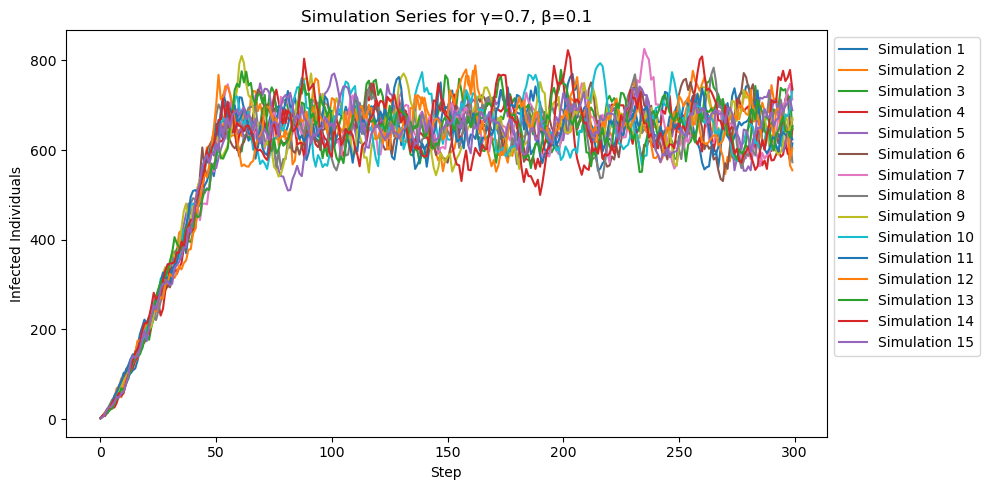 Simulation Series for γ=0.7, β=0.1
Infected Individuals
800
600
400
200
0
0 50 100 150 200 250 300
Step
Simulation 1
Simulation 2
Simulation 3
Simulation 4
Simulation 5
Simulation 6
Simulation 7
Simulation 8
Simulation 9
Simulation 10
Simulation 11
Simulation 12
Simulation 13
Simulation 14
Simulation 15